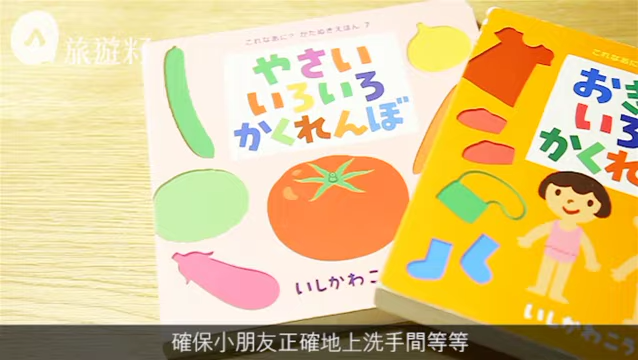 旅遊籽
これなあに? かたぬきえほん 7
やさい
いろいろ
かくれんぼ
いしかわこ
これなあに
おき
いろ
かくれ
いしかわこう
確保小朋友正確地上洗手間等等